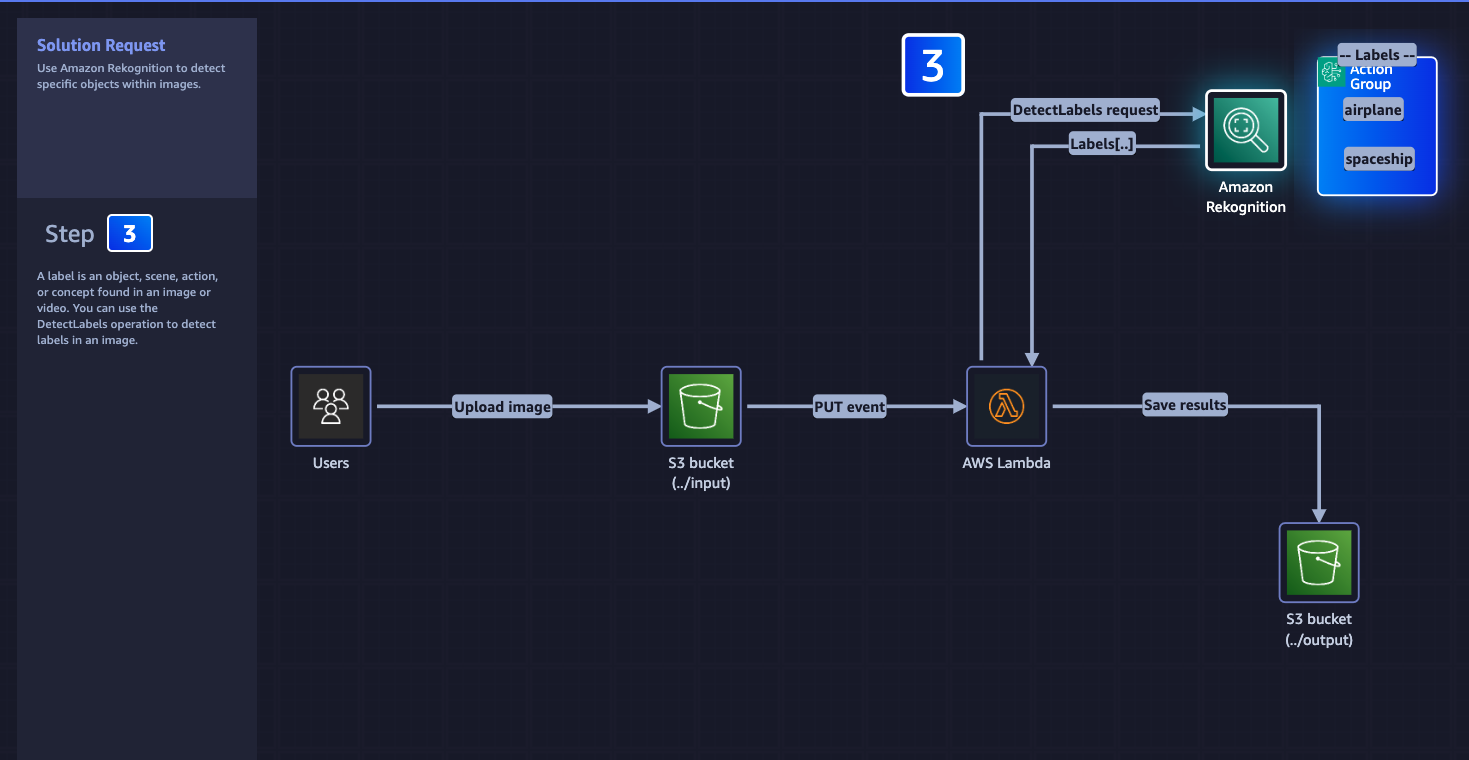 Solution Request
Use Amazon Rekognition to detect
specific objects within images.
Step 3
A label is an object, scene, action,
or concept found in an image or
video. You can use the
DetectLabels operation to detect
labels in an image.
3
DetectLabels request
Labels[..]
Amazon
Rekognition
-- Labels --
Action
Group
airplane
spaceship
Users
Upload image
S3 bucket
(../input)
PUT event
AWS Lambda
Save results
S3 bucket
(../output)